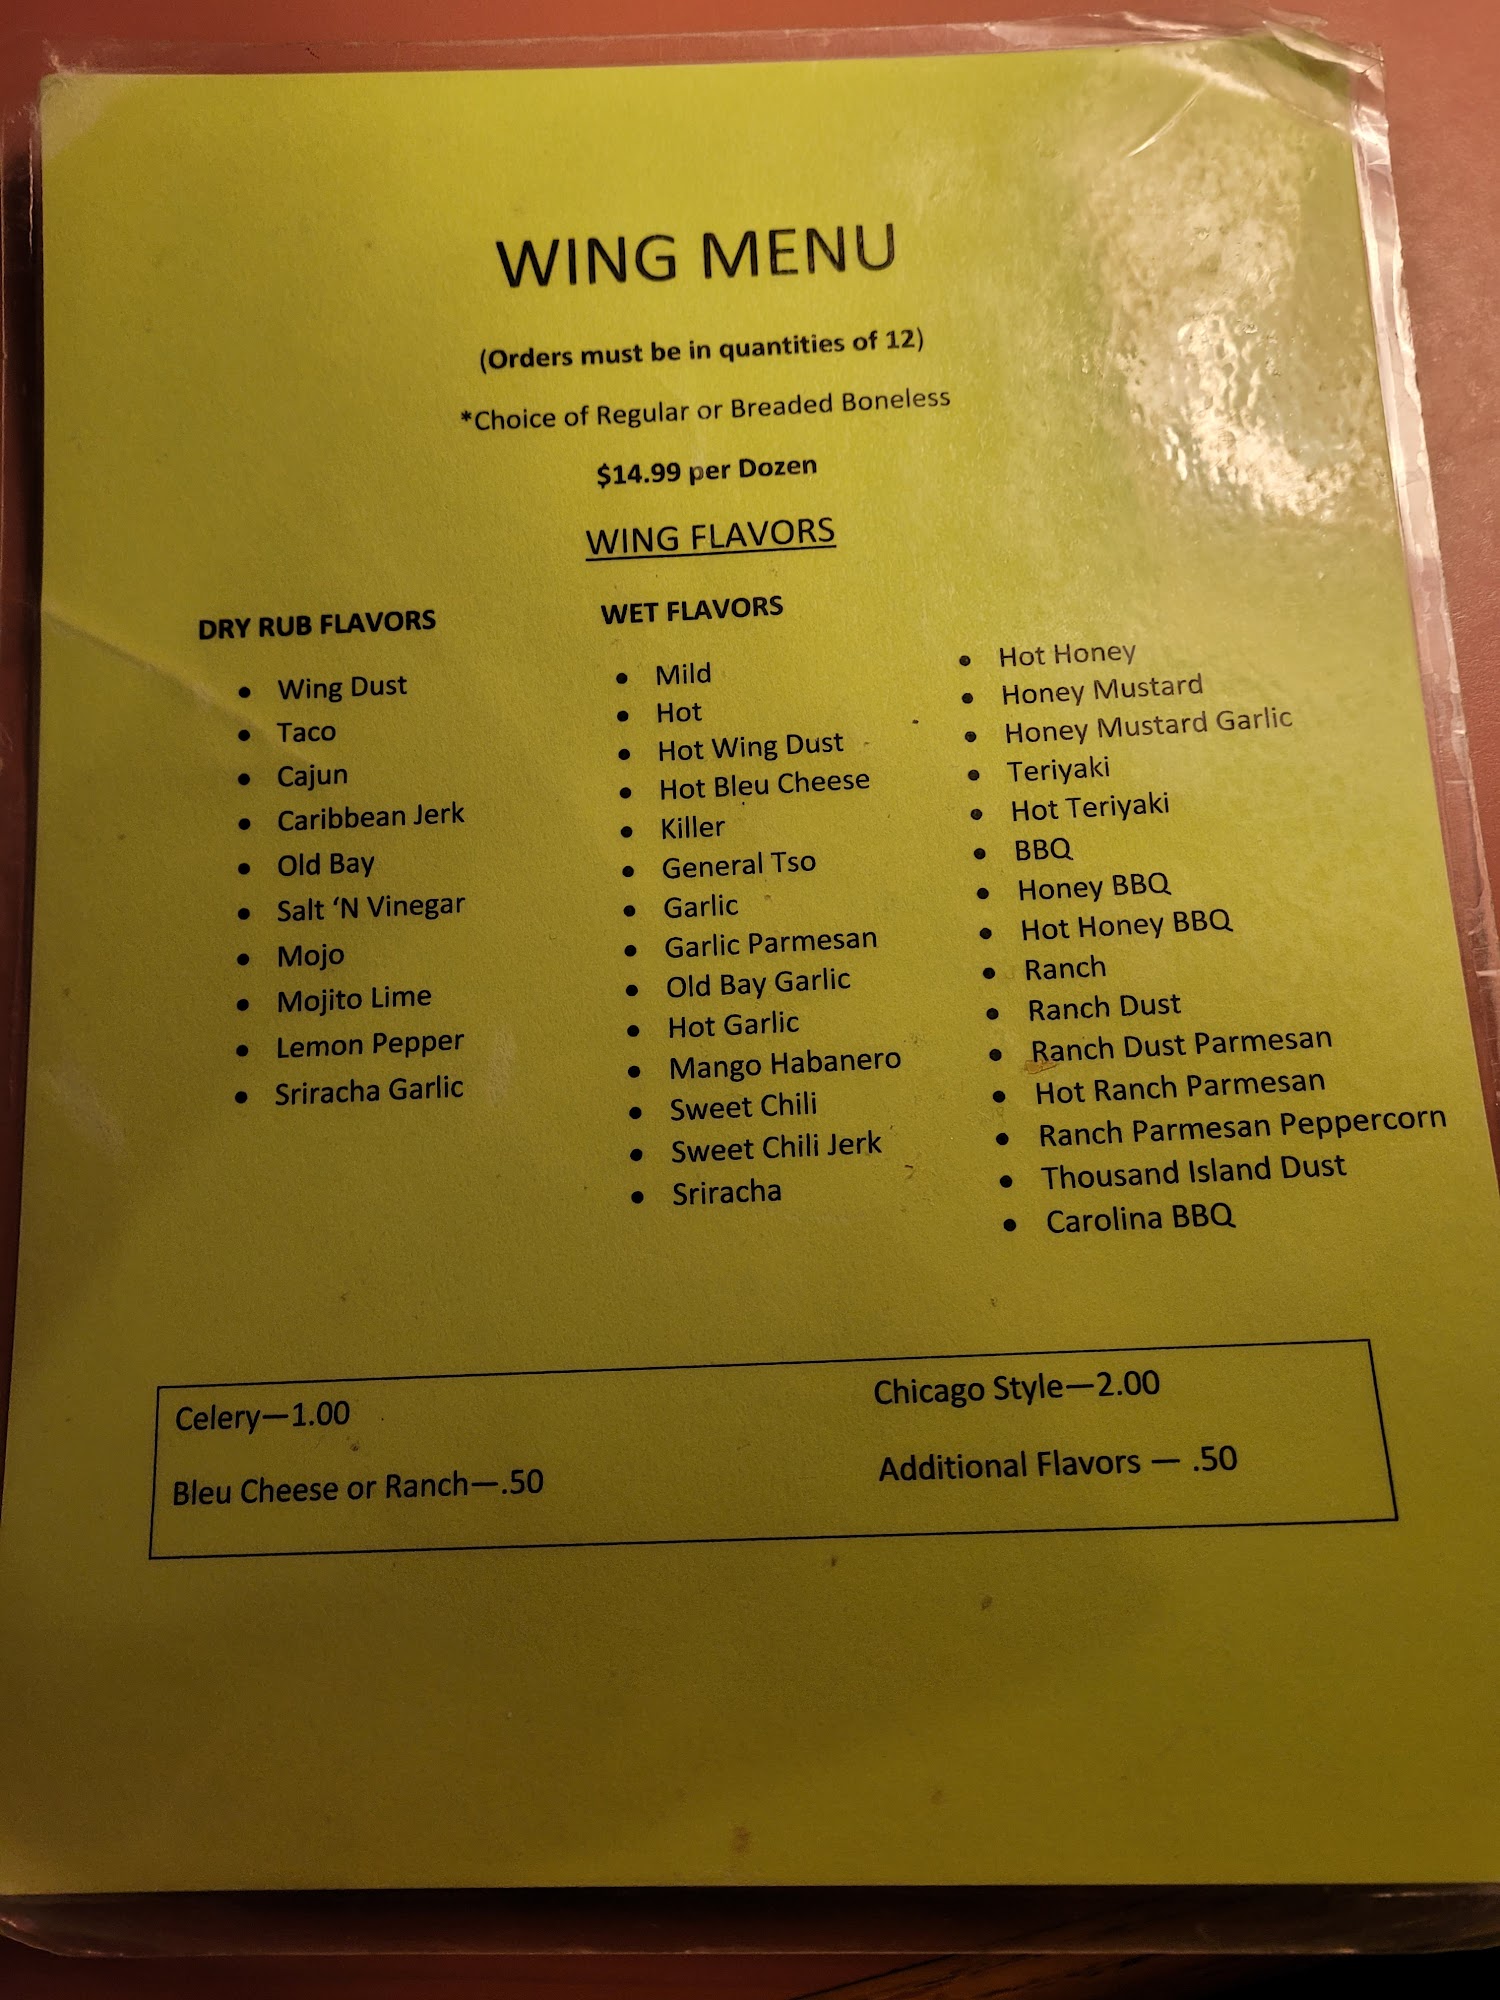 WING MENU
(Orders must be in quantities of 12)
*Choice of Regular or Breaded Boneless
$14.99 per Dozen
WING FLAVORS
DRY RUB FLAVORS
• Wing Dust
• Taco
• Cajun
• Caribbean Jerk
• Old Bay
• Salt ‘N Vinegar
• Mojo
• Mojito Lime
• Lemon Pepper
• Sriracha Garlic
WET FLAVORS
• Mild
• Hot
• Hot Wing Dust
• Hot Bleu Cheese
• Killer
• General Tso
• Garlic
• Garlic Parmesan
• Old Bay Garlic
• Hot Garlic
• Mango Habanero
• Sweet Chili
• Sweet Chili Jerk
• Sriracha
• Hot Honey
• Honey Mustard
• Honey Mustard Garlic
• Teriyaki
• Hot Teriyaki
• BBQ
• Honey BBQ
• Hot Honey BBQ
• Ranch
• Ranch Dust
• Ranch Dust Parmesan
• Hot Ranch Parmesan
• Ranch Parmesan Peppercorn
• Thousand Island Dust
• Carolina BBQ
Celery—1.00
Bleu Cheese or Ranch—.50
Chicago Style—2.00
Additional Flavors — .50